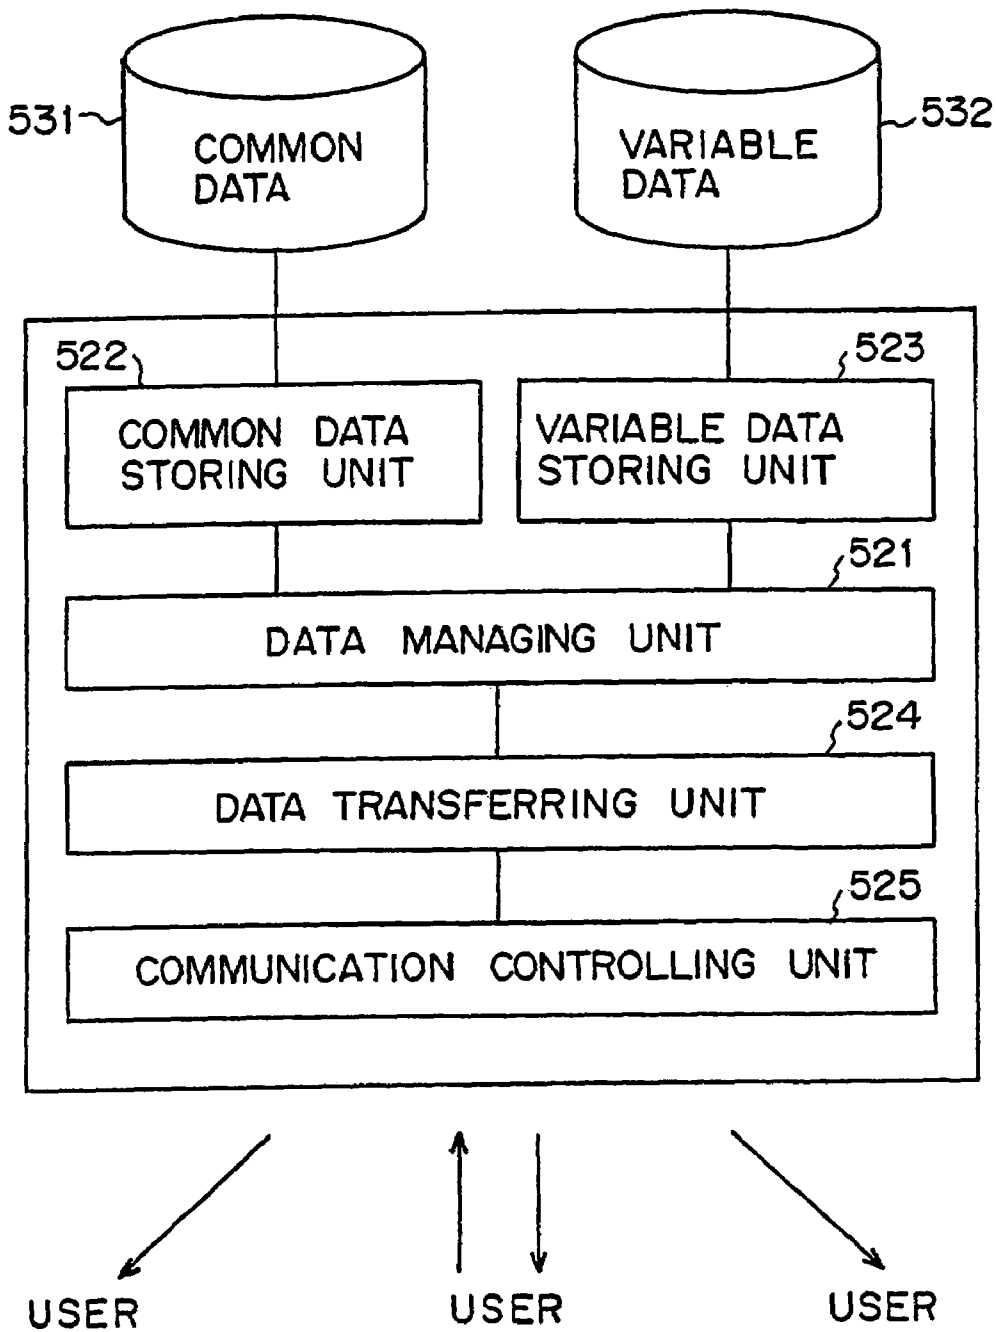 531
COMMON
DATA
VARIABLE
DATA
532
522
COMMON DATA
STORING UNIT
523
VARIABLE DATA
STORING UNIT
521
DATA MANAGING UNIT
524
DATA TRANSFERRING UNIT
525
COMMUNICATION CONTROLLING UNIT
USER
USER
USER